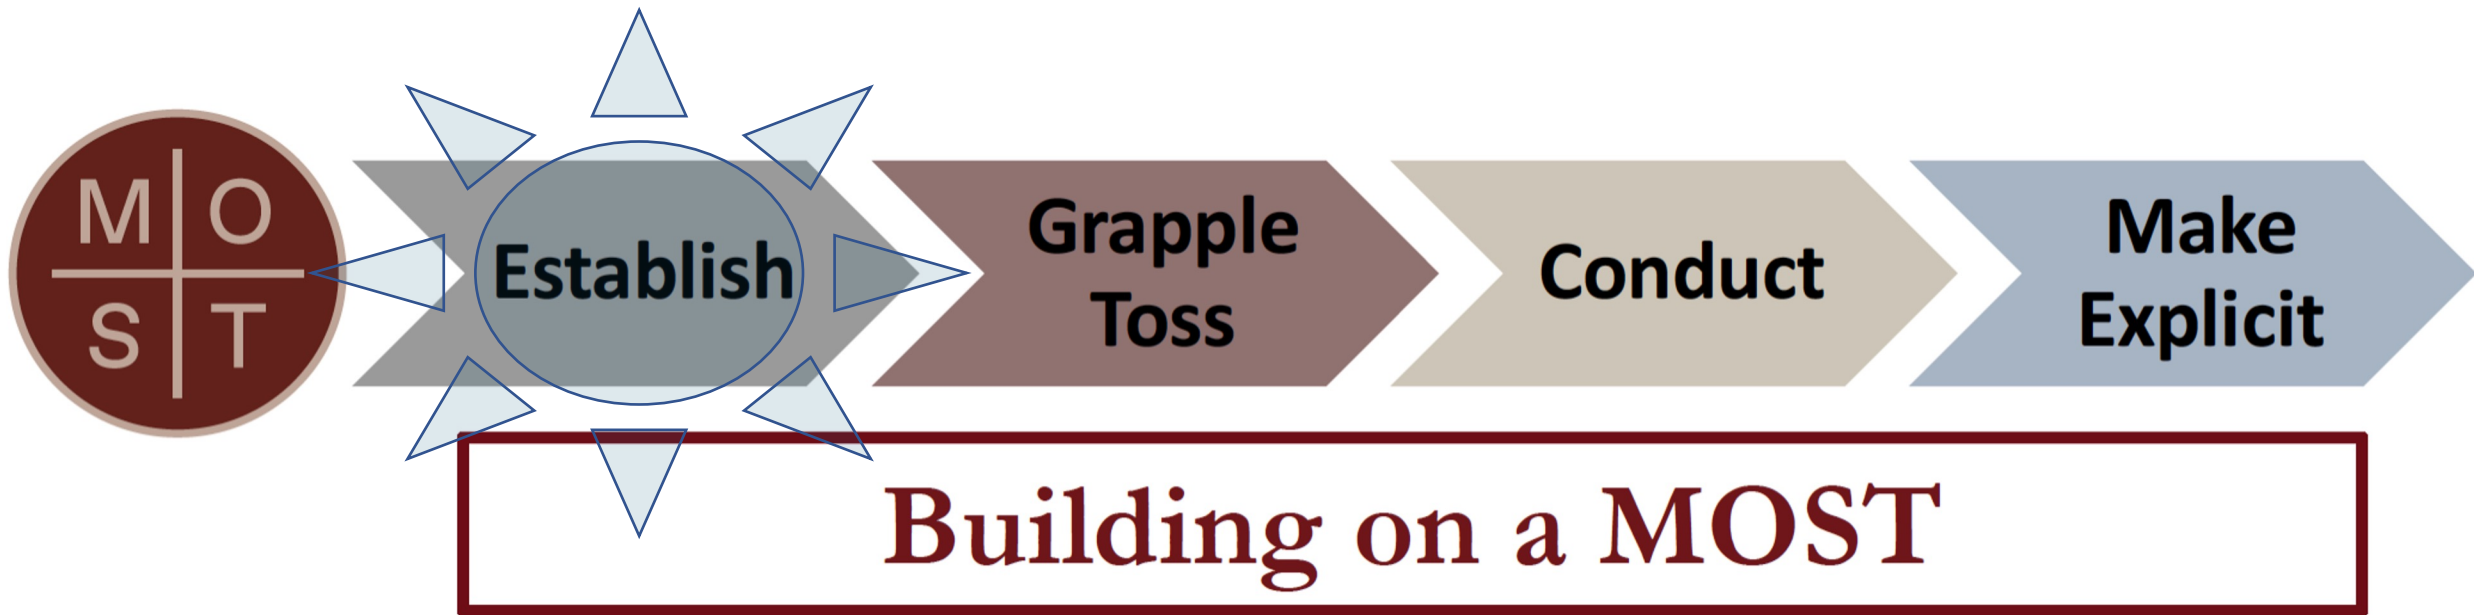 M O
S T
Establish
Grapple
Toss
Conduct
Make
Explicit
Building on a MOST